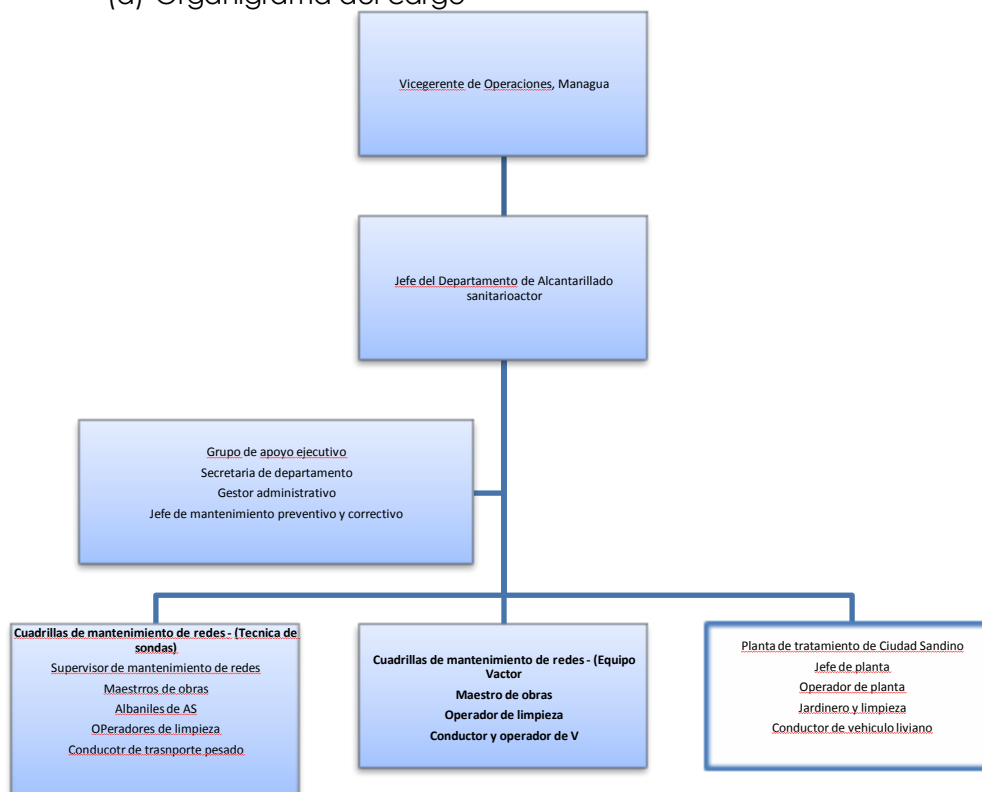 (a) Organigrama del cargo
Vicegerente de Operaciones, Managua
Jefe del Departamento de Alcantarillado
sanitarioactor
Grupo de apoyo ejecutivo
Secretaria de departamento
Gestor administrativo
Jefe de mantenimiento preventivo y correctivo
Cuadrillas de mantenimiento de redes - (Tecnica de
sondas)
Supervisor de mantenimiento de redes
Maestrros de obras
Albaniles de AS
OPeradores de limpieza
Conducotr de trasnporte pesado
Cuadrillas de mantenimiento de redes - (Equipo
Vactor
Maestro de obras
Operador de limpieza
Conductor y operador de V
Planta de tratamiento de Ciudad Sandino
Jefe de planta
Operador de planta
Jardinero y limpieza
Conductor de vehiculo liviano